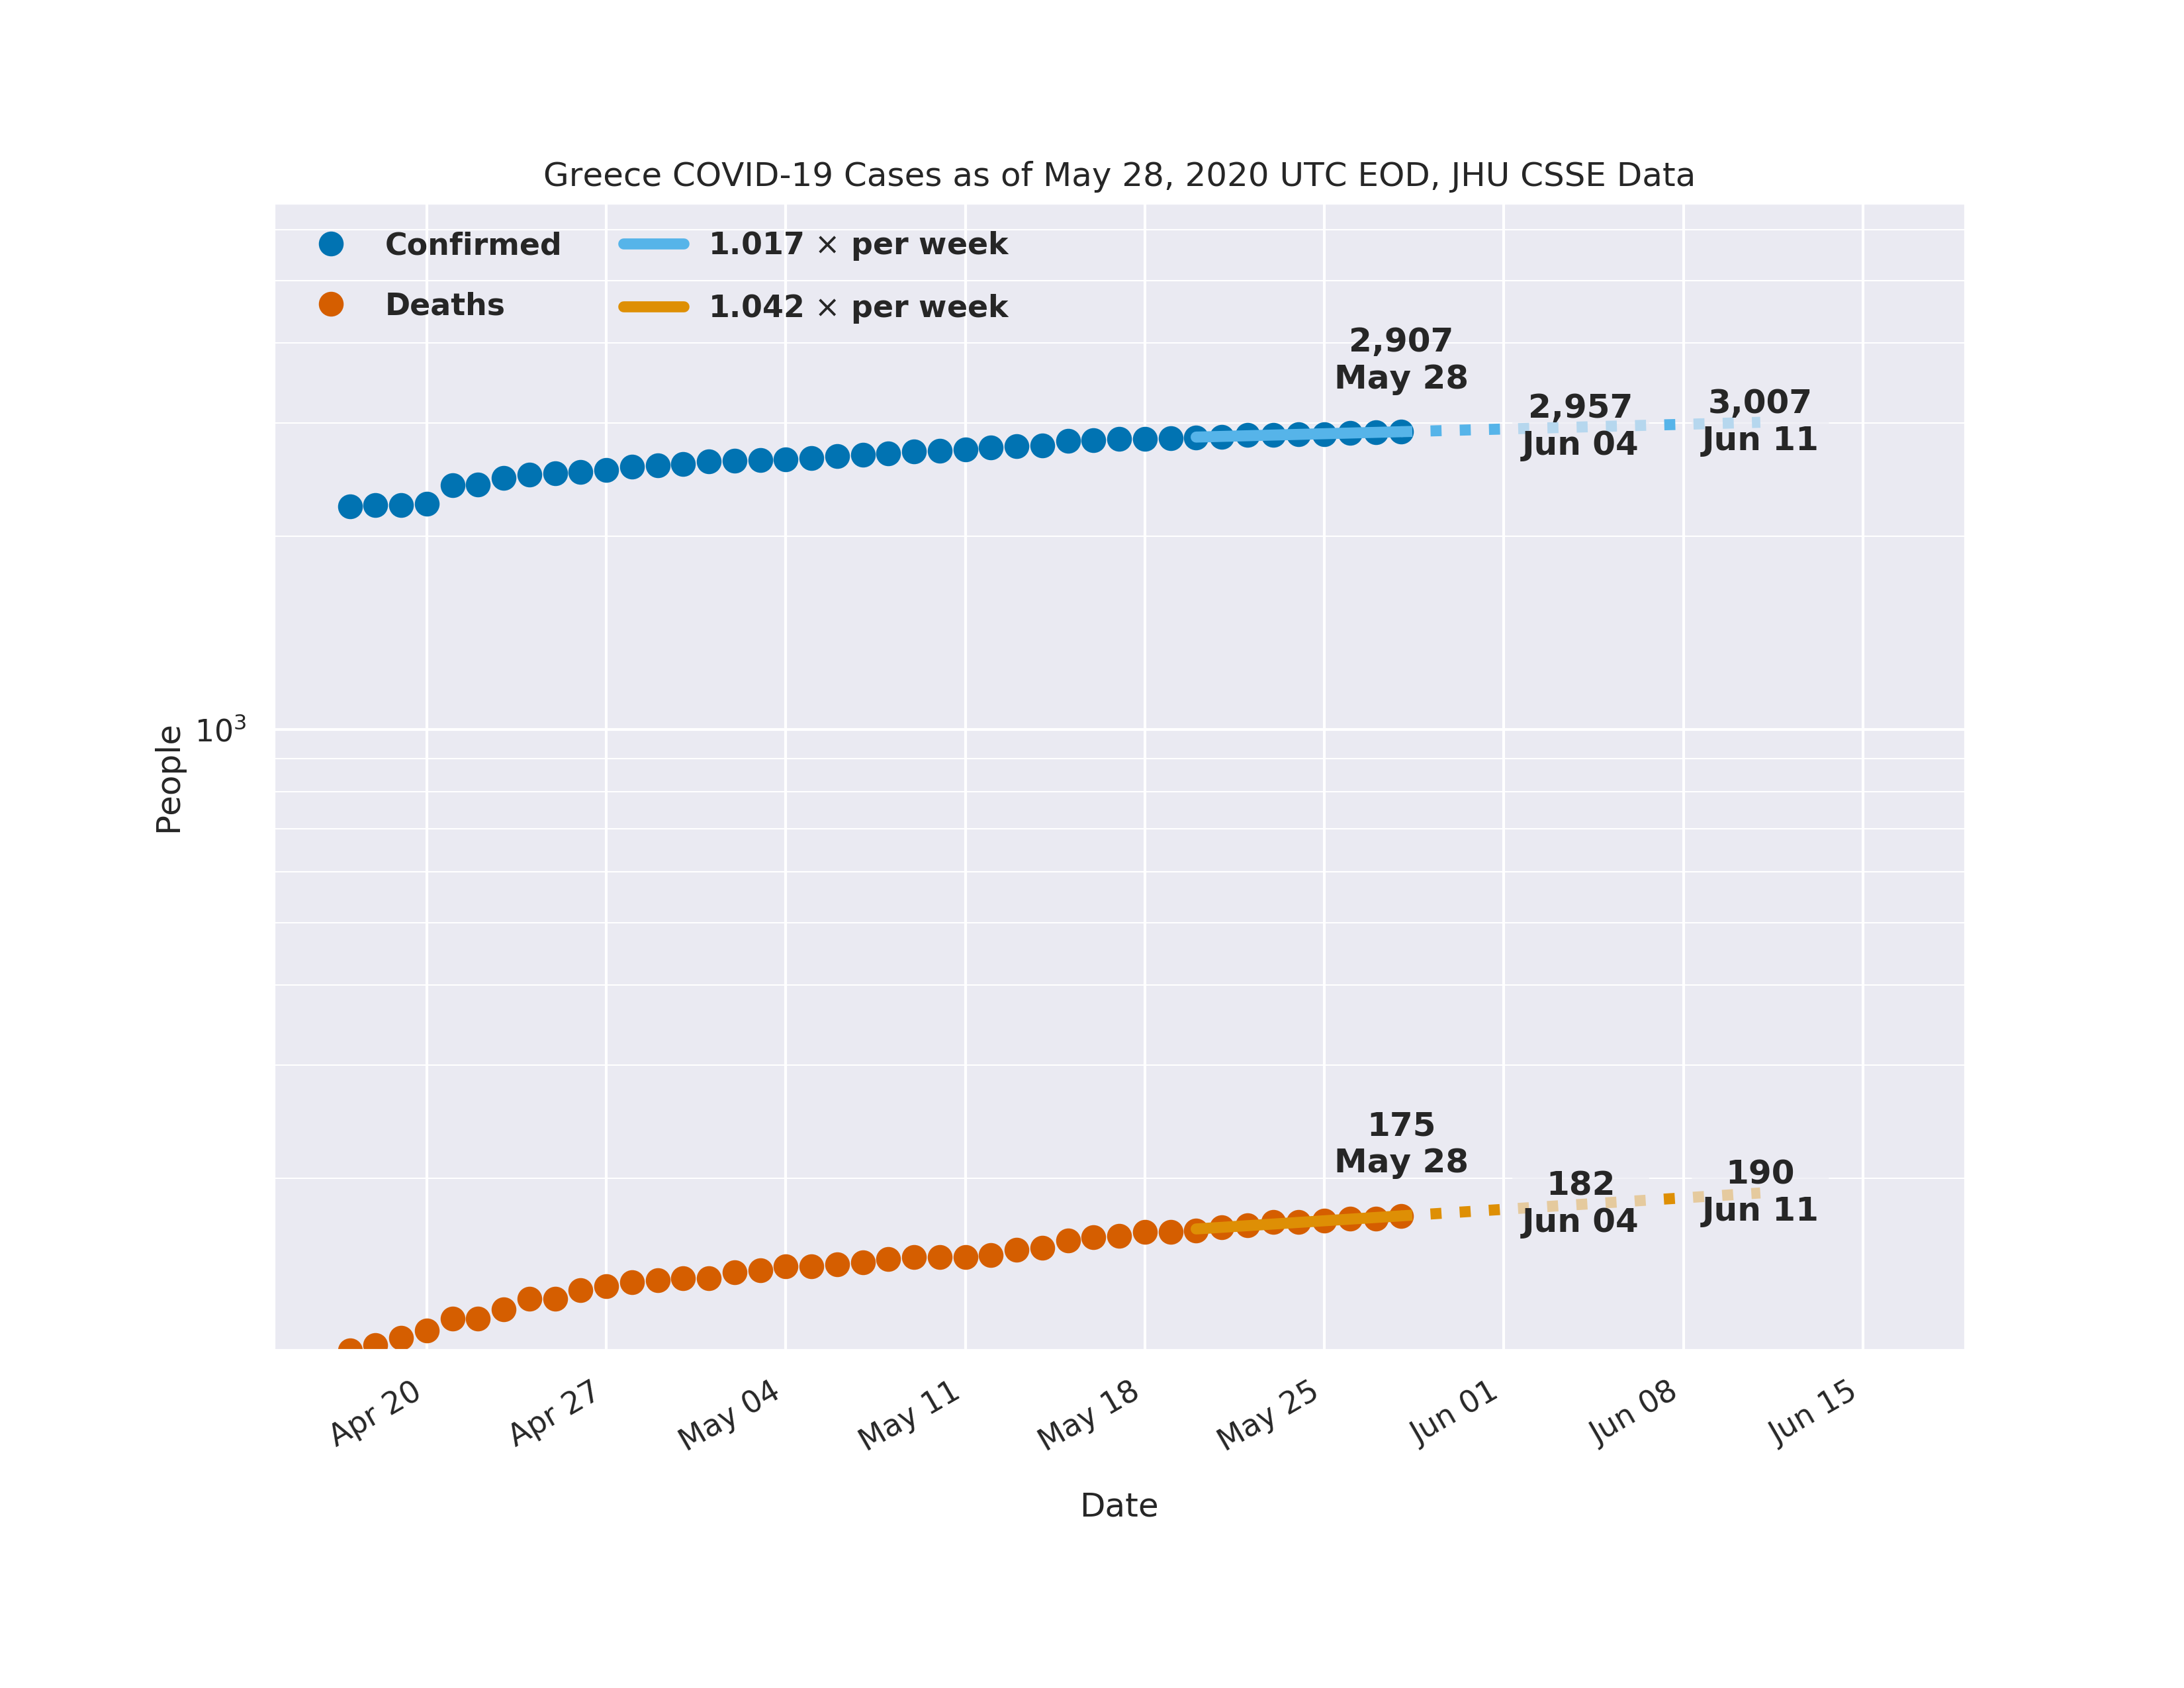 Greece COVID-19 Cases as of May 28, 2020 UTC EOD, JHU CSSE Data
Confirmed
Deaths
1.017 × per week
1.042 × per week
2,907
May 28
2,957
Jun 04
3,007
Jun 11
People
10³
175
May 28
182
Jun 04
190
Jun 11
Apr 20
Apr 27
May 04
May 11
May 18
May 25
Jun 01
Jun 08
Jun 15
Date